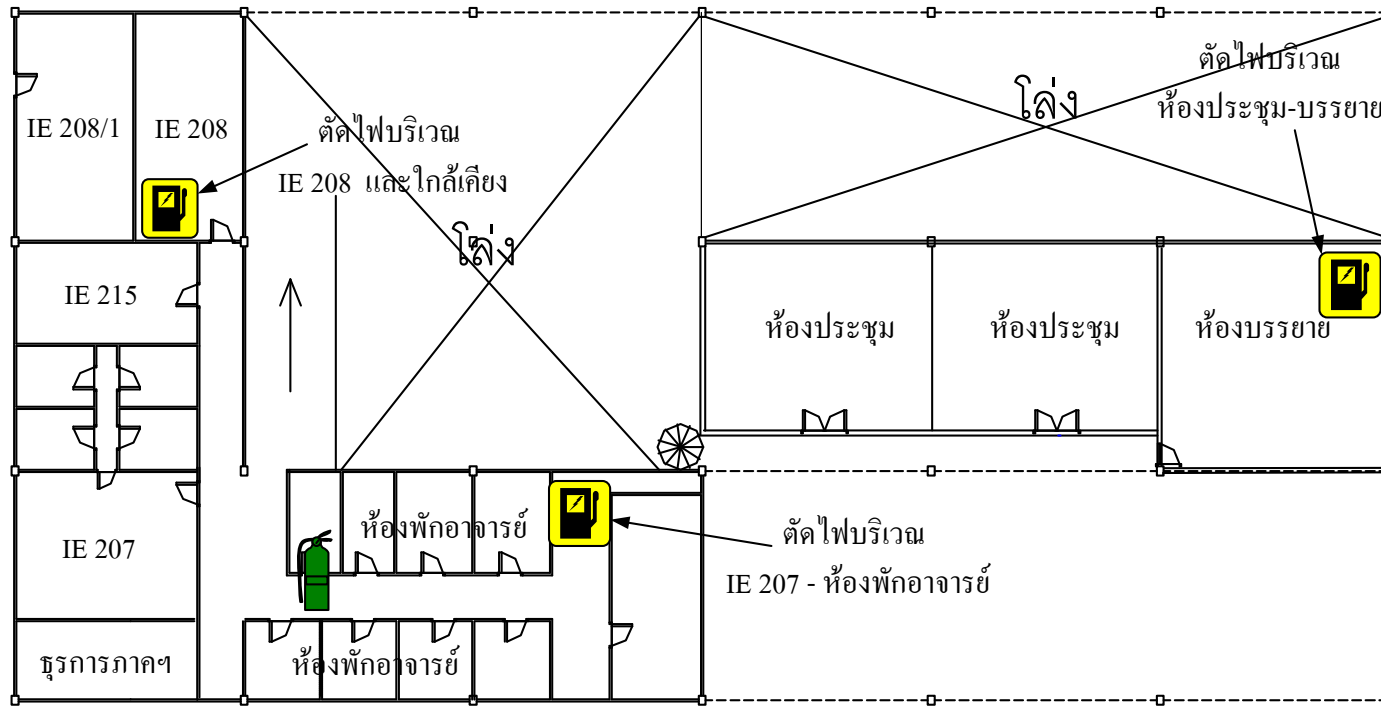 ตัดไฟบริเวณ
ห้องประชุม-บรรยาย
โล่ง
IE 208/1
IE 208
ตัดไฟบริเวณ
IE 208 และใกล้เคียง
โล่ง
IE 215
ห้องประชุม
ห้องประชุม
ห้องบรรยาย
ห้องพักอาจารย์
ตัดไฟบริเวณ
IE 207 - ห้องพักอาจารย์
IE 207
ธุรการภาคฯ
ห้องพักอาจารย์